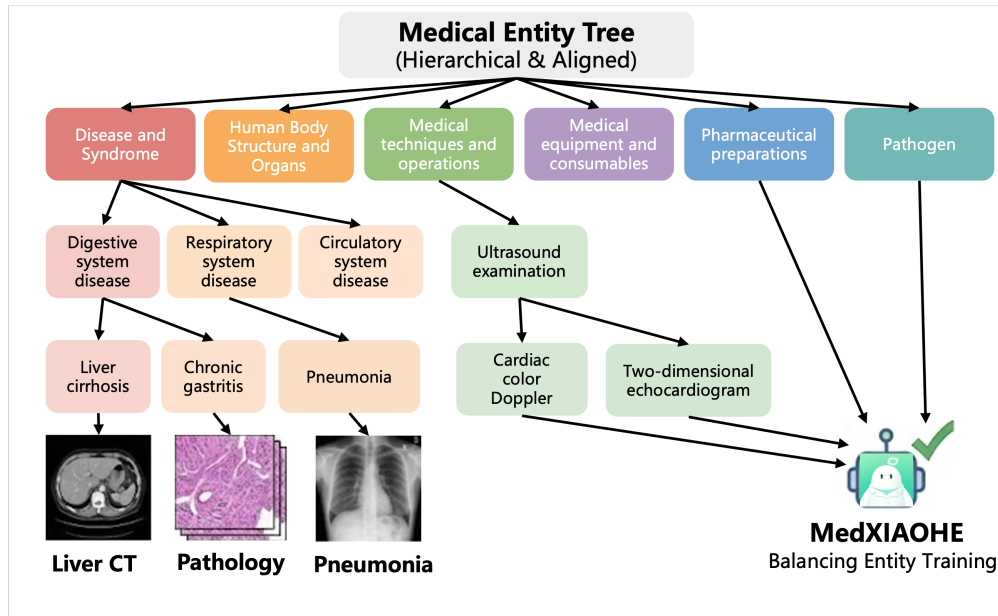 Medical Entity Tree
(Hierarchical & Aligned)
Disease and
Syndrome
Human Body
Structure and
Organs
Medical
techniques and
operations
Medical
equipment and
consumables
Pharmaceutical
preparations
Pathogen
Digestive
system
disease
Respiratory
system
disease
Circulatory
system
disease
Ultrasound
examination
Liver
cirrhosis
Chronic
gastritis
Pneumonia
Cardiac
color
Doppler
Two-dimensional
echocardiogram
Liver CT
Pathology
Pneumonia
MedXIAOHE
Balancing Entity Training